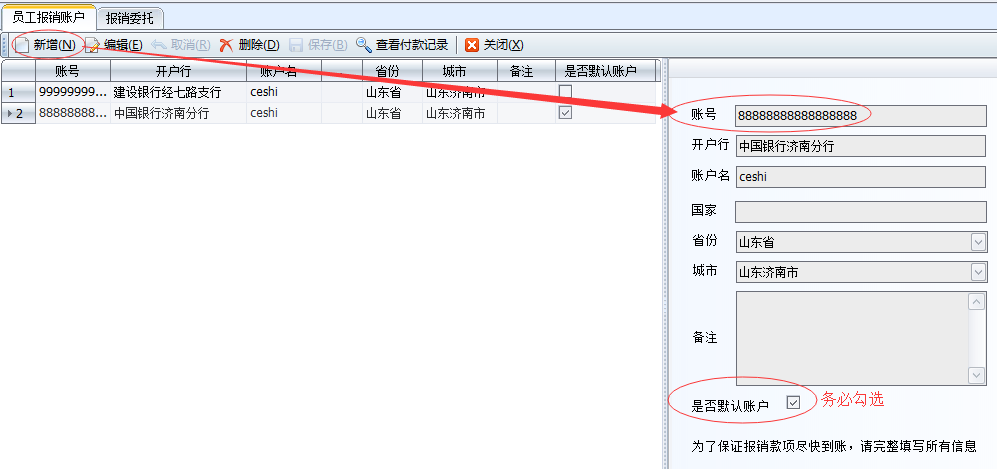 员工报销账户 报销委托
新增(N) 编辑(E) 取消(R) 删除(D) 保存(B) 查看付款记录 关闭(X)
账号 开户行 账户名 省份 城市 备注 是否默认账户
1 99999999... 建设银行经七路支行 ceshi 山东省 山东济南市
2 88888888... 中国银行济南分行 ceshi 山东省 山东济南市
账号 88888888888888888
开户行 中国银行济南分行
账户名 ceshi
国家
省份 山东省
城市 山东济南市
备注
是否默认账户 务必勾选
为了保证报销款项尽快到账，请完整填写所有信息